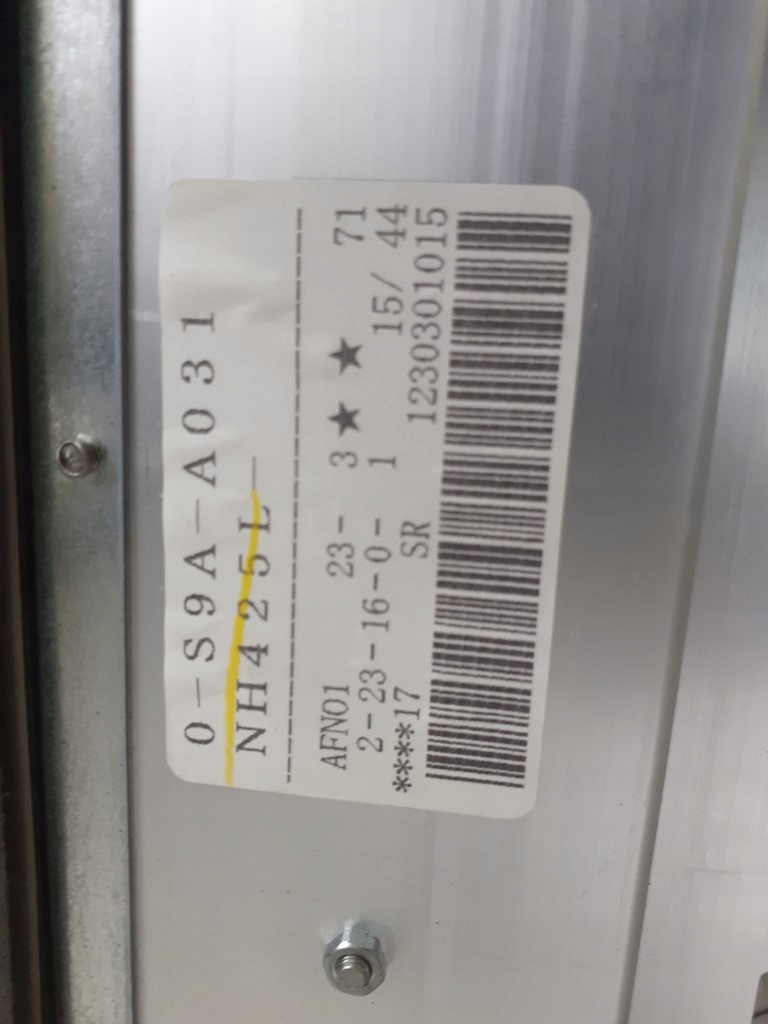 0-S9A-A031
NH425L-
AFN01 23- 3 ★ ★ 71
2-23-16-0- 1 15/ 44
****17 SR 1230301015